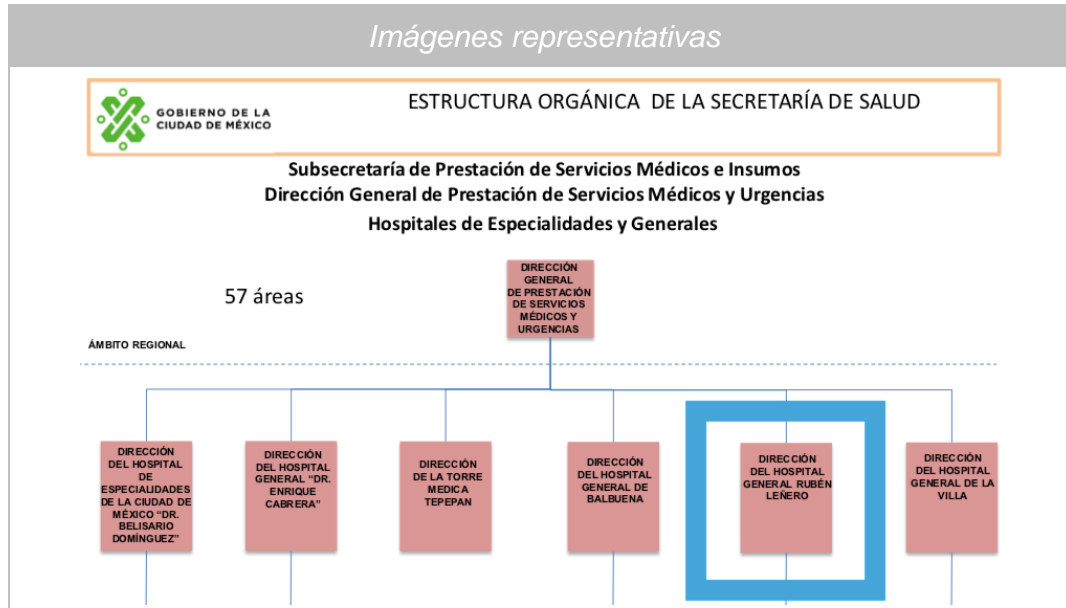 Imágenes representativas
GOBIERNO DE LA
CIUDAD DE MÉXICO
ESTRUCTURA ORGÁNICA DE LA SECRETARÍA DE SALUD
Subsecretaría de Prestación de Servicios Médicos e Insumos
Dirección General de Prestación de Servicios Médicos y Urgencias
Hospitales de Especialidades y Generales
57 áreas
DIRECCIÓN
GENERAL
DE PRESTACIÓN
DE SERVICIOS
MÉDICOS Y
URGENCIAS
ÁMBITO REGIONAL
DIRECCIÓN
DEL HOSPITAL
DE
ESPECIALIDADES
DE LA CIUDAD DE
MÉXICO “DR.
BELISARIO
DOMÍNGUEZ”
DIRECCIÓN
DEL HOSPITAL
GENERAL “DR.
ENRIQUE
CABRERA”
DIRECCIÓN
DE LA TORRE
MEDICA
TEPEPAN
DIRECCIÓN
DEL HOSPITAL
GENERAL DE
BALBUENA
DIRECCIÓN
DEL HOSPITAL
GENERAL RUBÉN
LEÑERO
DIRECCIÓN
DEL HOSPITAL
GENERAL DE LA
VILLA